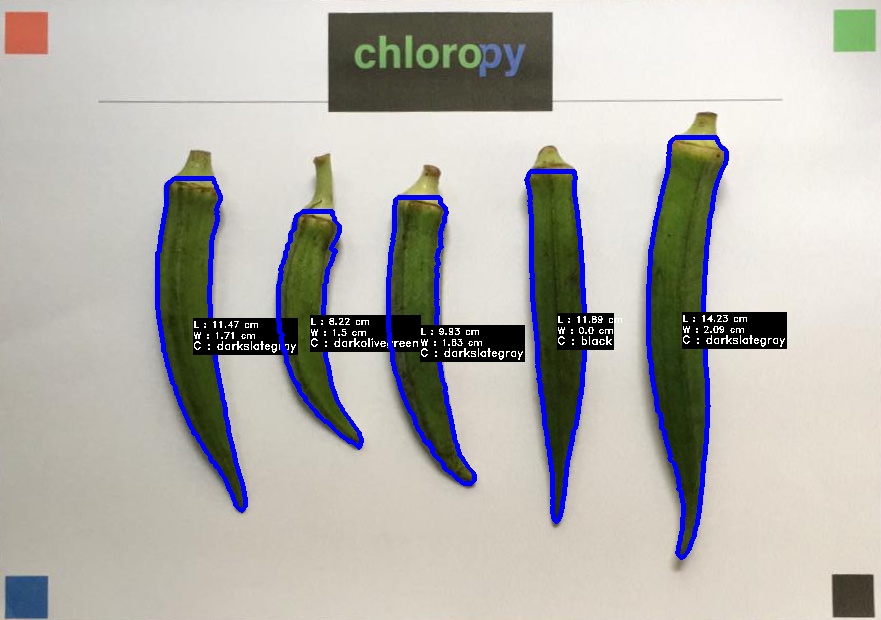 chloropy
L : 11.47 cm
W : 1.71 cm
C : darkslategray
L : 8.22 cm
W : 1.5 cm
C : darkolivegreen
L : 9.93 cm
W : 1.63 cm
C : darkslategray
L : 11.89 cm
W : 0.0 cm
C : black
L : 14.23 cm
W : 2.09 cm
C : darkslategray